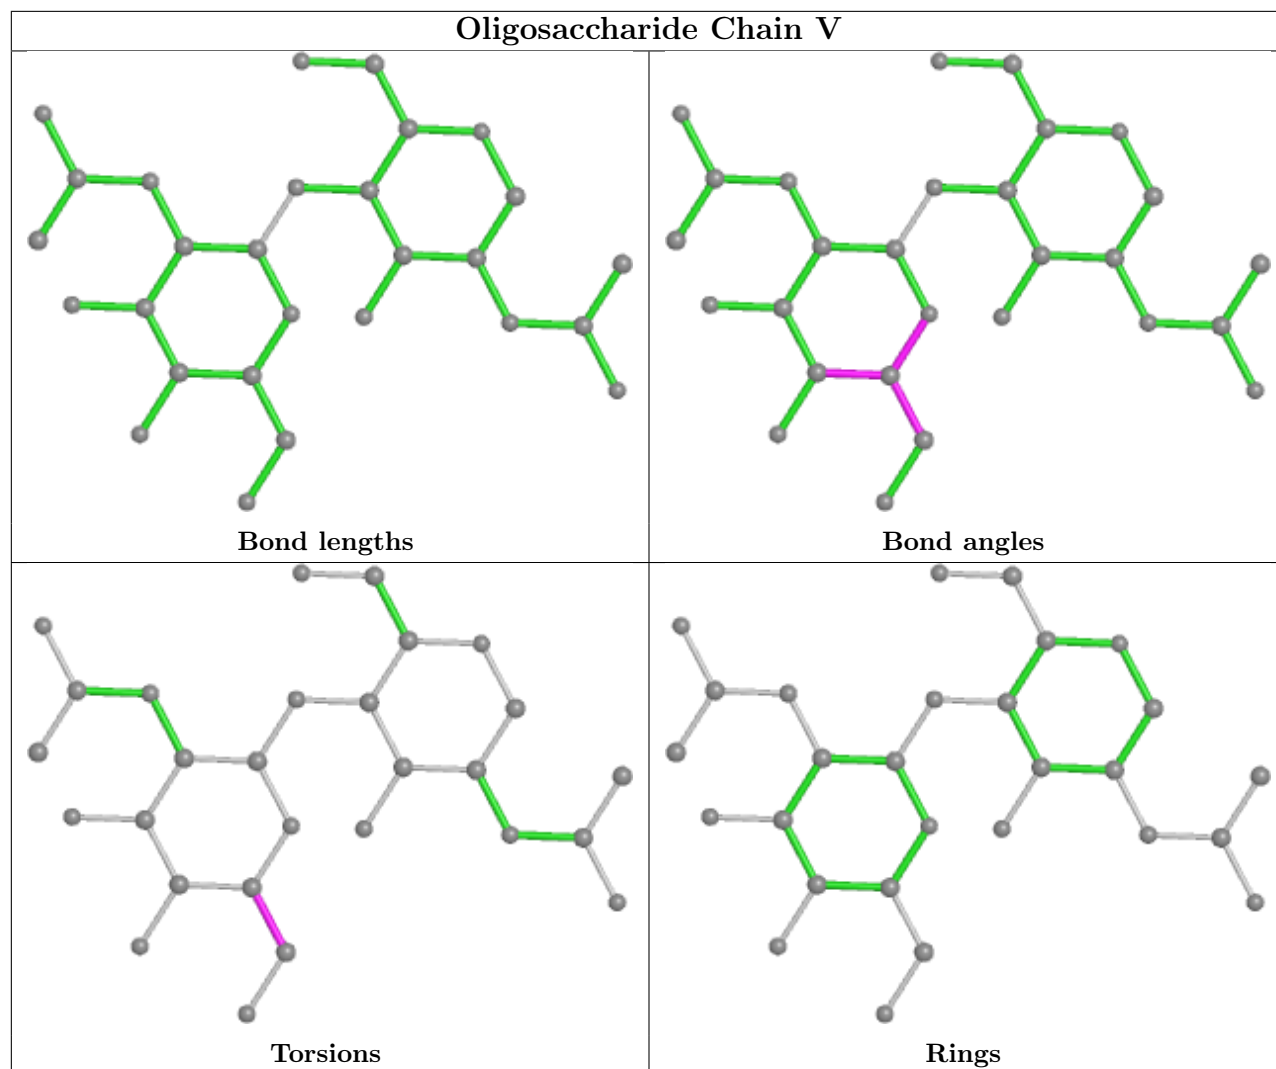 Oligosaccharide Chain V
Bond lengths
Bond angles
Torsions
Rings